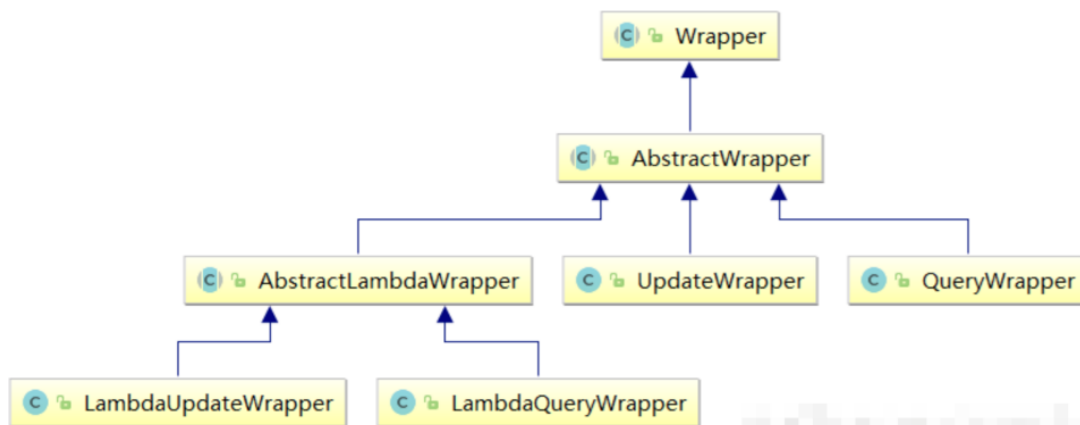 Wrapper
AbstractWrapper
AbstractLambdaWrapper
UpdateWrapper
QueryWrapper
LambdaUpdateWrapper
LambdaQueryWrapper